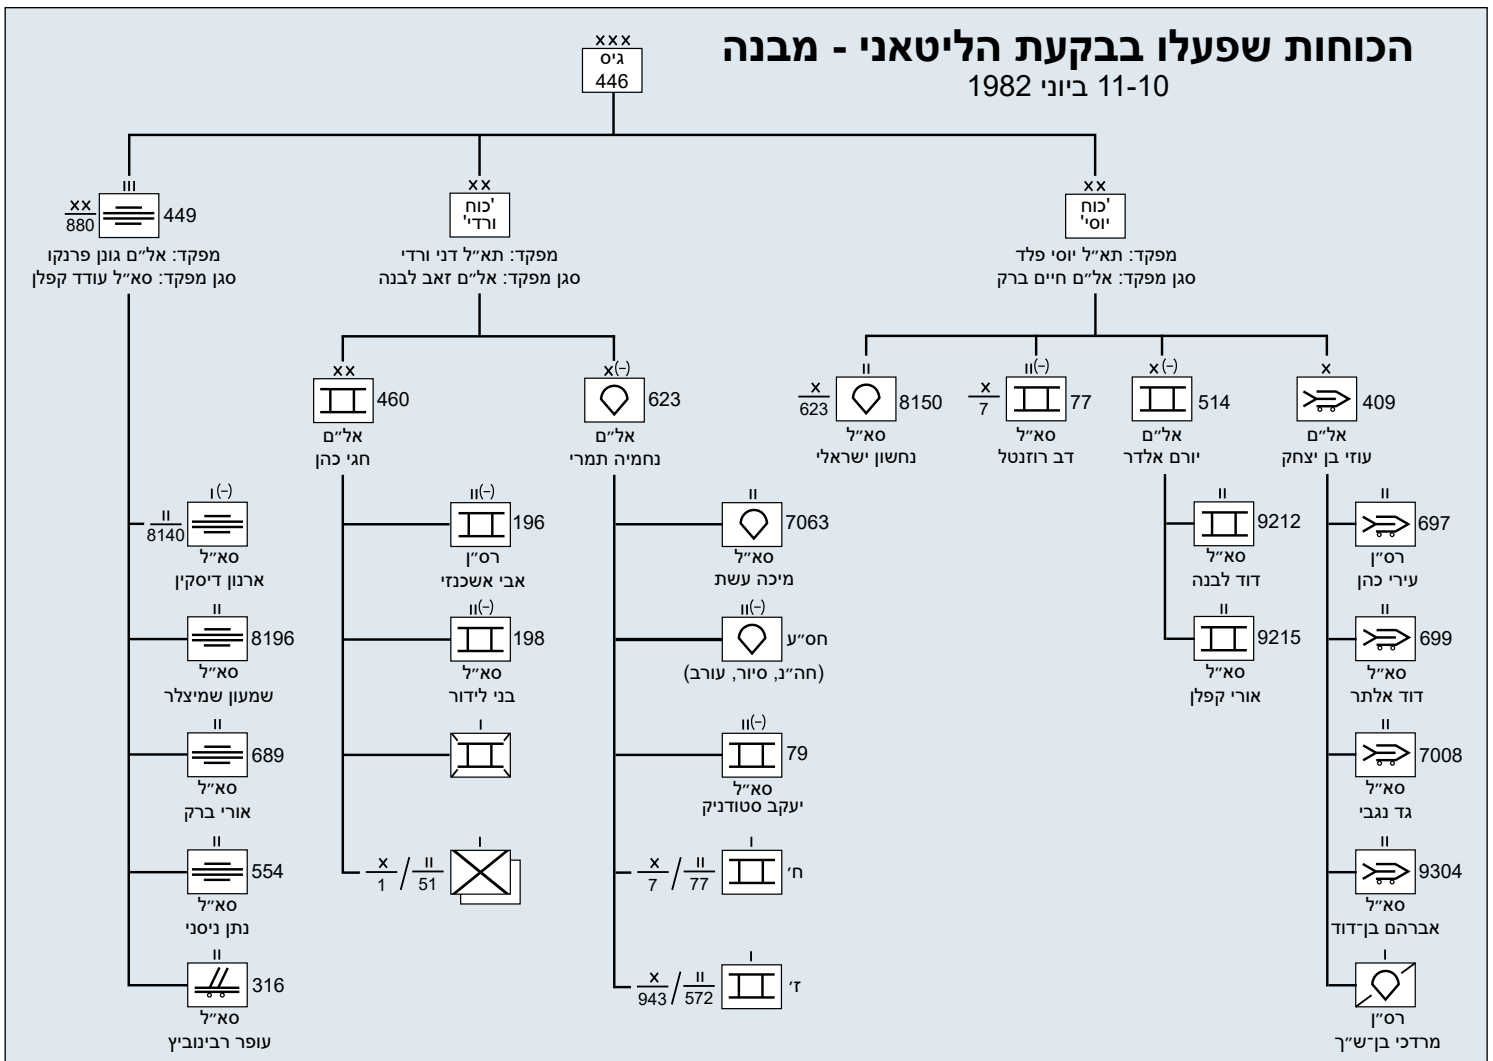 הכוחות שפעלו בבקעת הליטאני - מבנה
11-10 ביוני 1982
XXX
גיס
446
XX
'כוח
יוסי'
מפקד: תא״ל יוסי פלד
סגן מפקד: אל״ם חיים ברק
XX
'כוח
ורדי'
מפקד: תא״ל דני ורדי
סגן מפקד: אל״ם זאב לבנה
III
XX
880
449
מפקד: אל״ם גונן פרנקו
סגן מפקד: סא״ל עודד קפלן
X
409
אל״ם
עוזי בן יצחק
II
697
רס״ן
עירי כהן
II
699
סא״ל
דוד אלתר
II
7008
סא״ל
גד נגבי
II
9304
סא״ל
אברהם בן־דוד
I
רס״ן
מרדכי בן־ש״ך
X(–)
514
אל״ם
יורם אלדר
II
9212
סא״ל
דוד לבנה
II
9215
סא״ל
אורי קפלן
II(–)
X
7
77
סא״ל
דב רוזנטל
II
X
623
8150
סא״ל
נחשון ישראלי
X(–)
623
אל״ם
נחמיה תמרי
II
7063
סא״ל
מיכה עשת
II(–)
חס״ע
(חה״נ, סיור, עורב)
II(–)
79
סא״ל
יעקב סטודניק
I
ח׳
X / II
7 / 77
I
ז׳
X / II
943 / 572
XX
460
אל״ם
חגי כהן
II(–)
196
רס״ן
אבי אשכנזי
II(–)
198
סא״ל
בני לידור
I
I
X / II
1 / 51
I(–)
II
8140
סא״ל
ארנון דיסקין
II
8196
סא״ל
שמעון שמיצלר
II
689
סא״ל
אורי ברק
II
554
סא״ל
נתן ניסני
II
316
סא״ל
עופר רבינוביץ